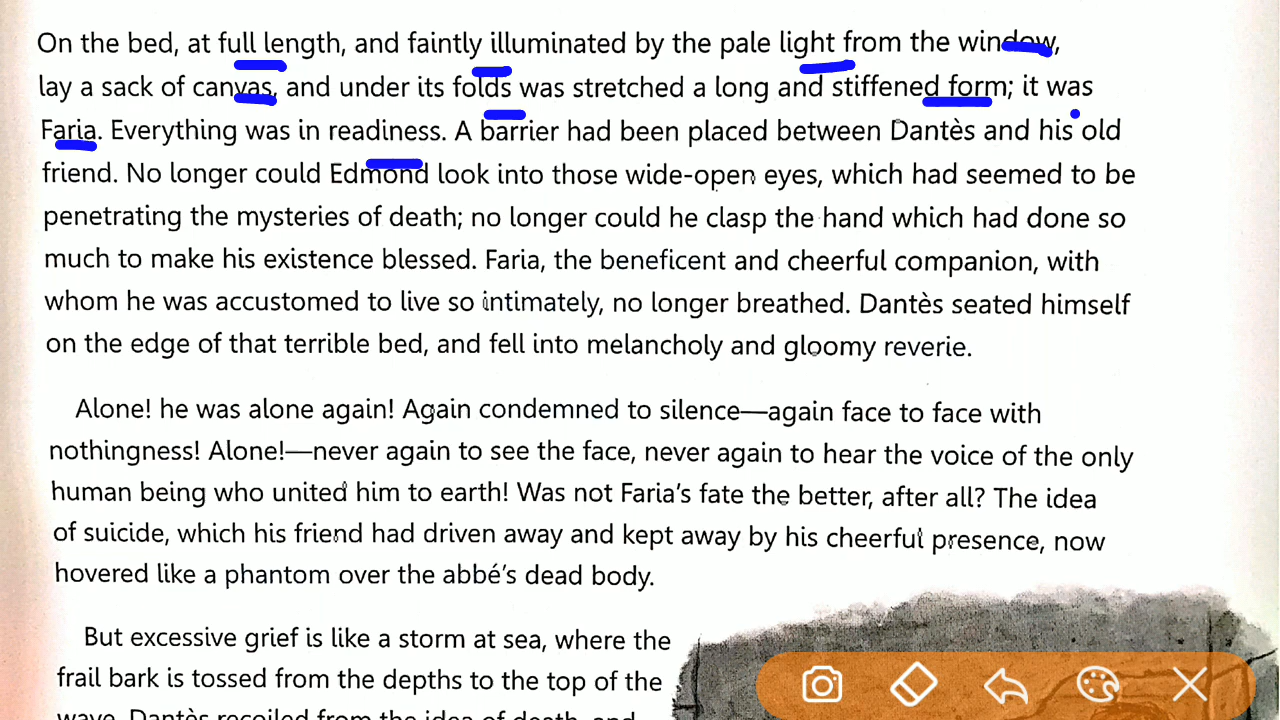 On the bed, at full length, and faintly illuminated by the pale light from the window,
lay a sack of canvas, and under its folds was stretched a long and stiffened form; it was
Faria. Everything was in readiness. A barrier had been placed between Dantès and his old
friend. No longer could Edmond look into those wide-open eyes, which had seemed to be
penetrating the mysteries of death; no longer could he clasp the hand which had done so
much to make his existence blessed. Faria, the beneficent and cheerful companion, with
whom he was accustomed to live so intimately, no longer breathed. Dantès seated himself
on the edge of that terrible bed, and fell into melancholy and gloomy reverie.
Alone! he was alone again! Again condemned to silence—again face to face with
nothingness! Alone!—never again to see the face, never again to hear the voice of the only
human being who united him to earth! Was not Faria's fate the better, after all? The idea
of suicide, which his friend had driven away and kept away by his cheerful presence, now
hovered like a phantom over the abbé's dead body.
But excessive grief is like a storm at sea, where the
frail bark is tossed from the depths to the top of the
wave. Dantès recoiled from the idea of death, and